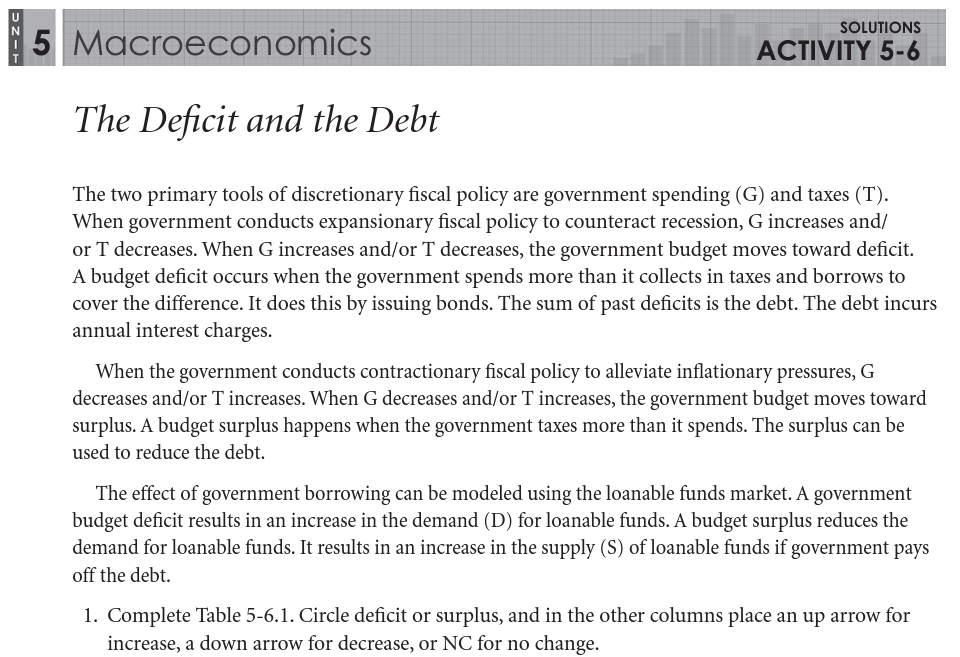 UNIT 5 Macroeconomics
SOLUTIONS
ACTIVITY 5-6
The Deficit and the Debt
The two primary tools of discretionary fiscal policy are government spending (G) and taxes (T).
When government conducts expansionary fiscal policy to counteract recession, G increases and/
or T decreases. When G increases and/or T decreases, the government budget moves toward deficit.
A budget deficit occurs when the government spends more than it collects in taxes and borrows to
cover the difference. It does this by issuing bonds. The sum of past deficits is the debt. The debt incurs
annual interest charges.
When the government conducts contractionary fiscal policy to alleviate inflationary pressures, G
decreases and/or T increases. When G decreases and/or T increases, the government budget moves toward
surplus. A budget surplus happens when the government taxes more than it spends. The surplus can be
used to reduce the debt.
The effect of government borrowing can be modeled using the loanable funds market. A government
budget deficit results in an increase in the demand (D) for loanable funds. A budget surplus reduces the
demand for loanable funds. It results in an increase in the supply (S) of loanable funds if government pays
off the debt.
1. Complete Table 5-6.1. Circle deficit or surplus, and in the other columns place an up arrow for
increase, a down arrow for decrease, or NC for no change.